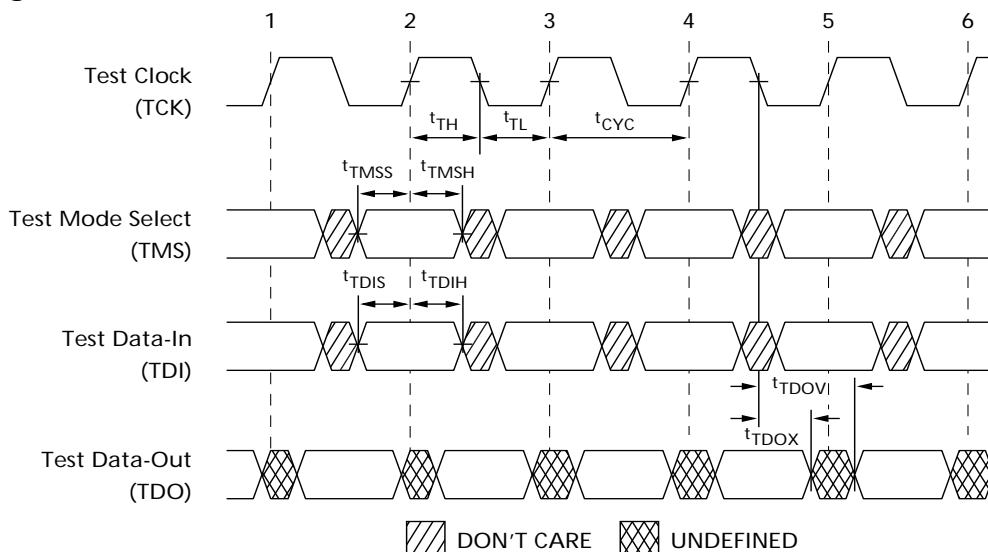 1 2 3 4 5 6
Test Clock
(TCK)
tTH tTL tCYC
tTMSS tTMSH
Test Mode Select
(TMS)
tTDIS tTDIH
Test Data-In
(TDI)
tTDOV
tTDOX
Test Data-Out
(TDO)
DON'T CARE UNDEFINED